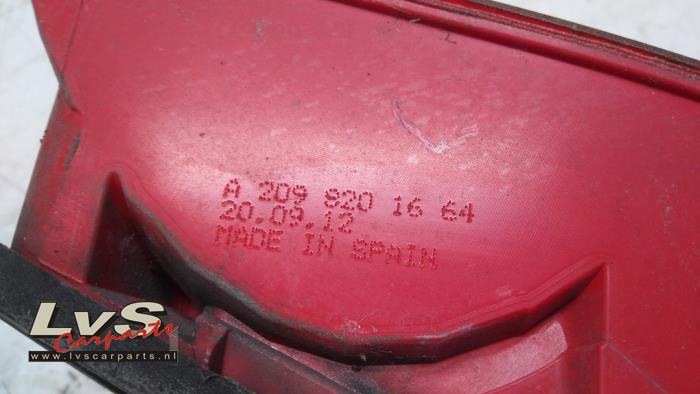 A 209 820 16 64
20.09.12
MADE IN SPAIN
LvS
Carparts
www.lvscarparts.nl